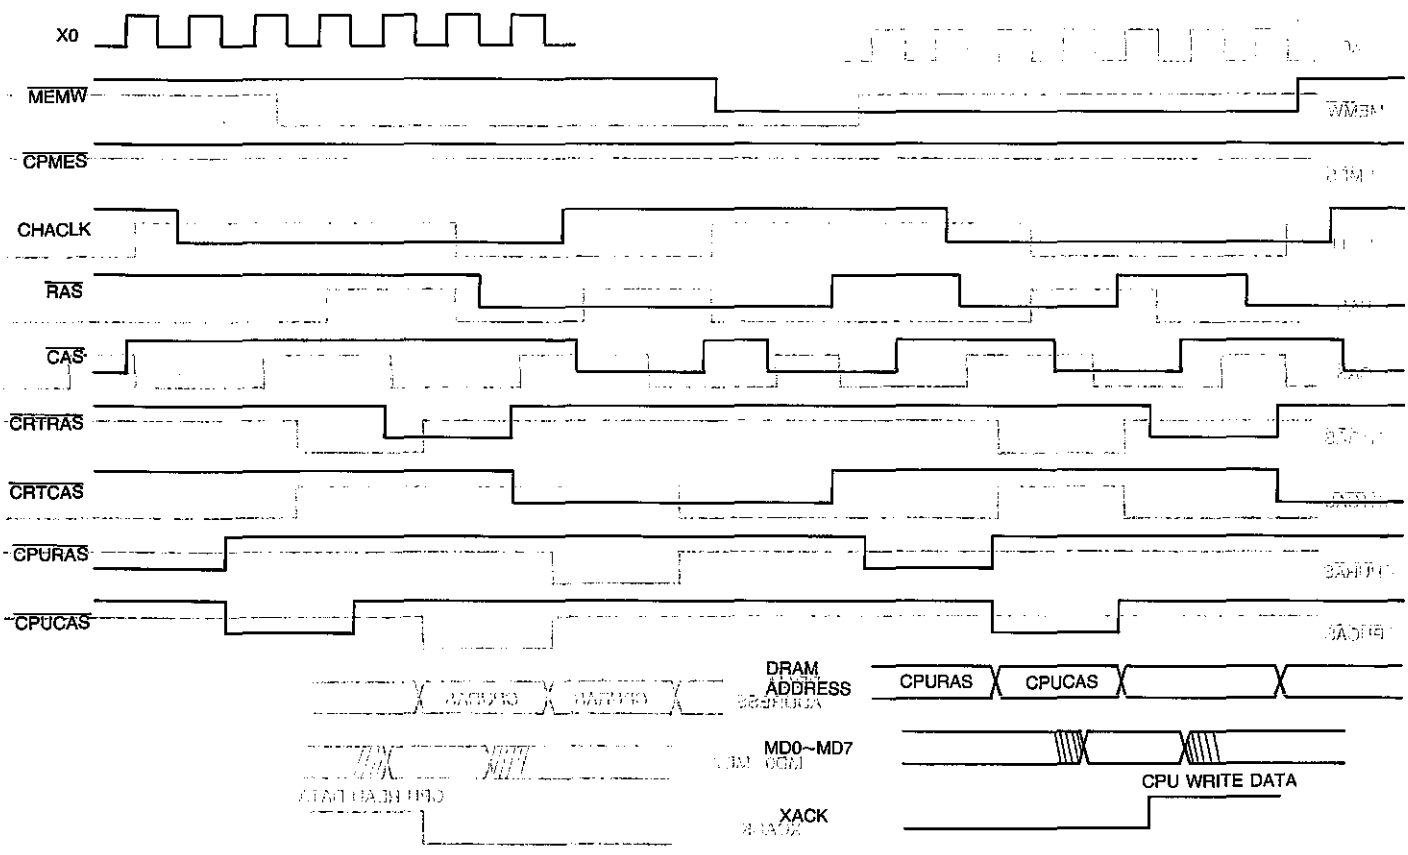 X0
MEMW
CPMES
CHACLK
RAS
CAS
CRTRAS
CRTCAS
CPURAS
CPUCAS
DRAM
ADDRESS
CPURAS
CPUCAS
MD0~MD7
CPU WRITE DATA
XACK